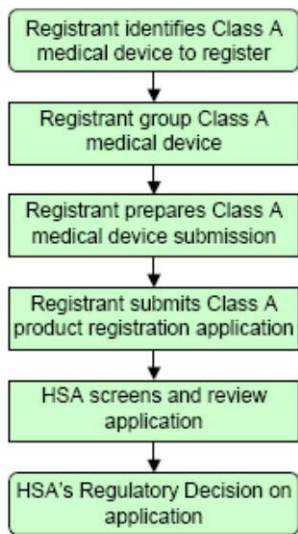 Registrant identifies Class A
medical device to register
Registrant group Class A
medical device
Registrant prepares Class A
medical device submission
Registrant submits Class A
product registration application
HSA screens and review
application
HSA's Regulatory Decision on
application